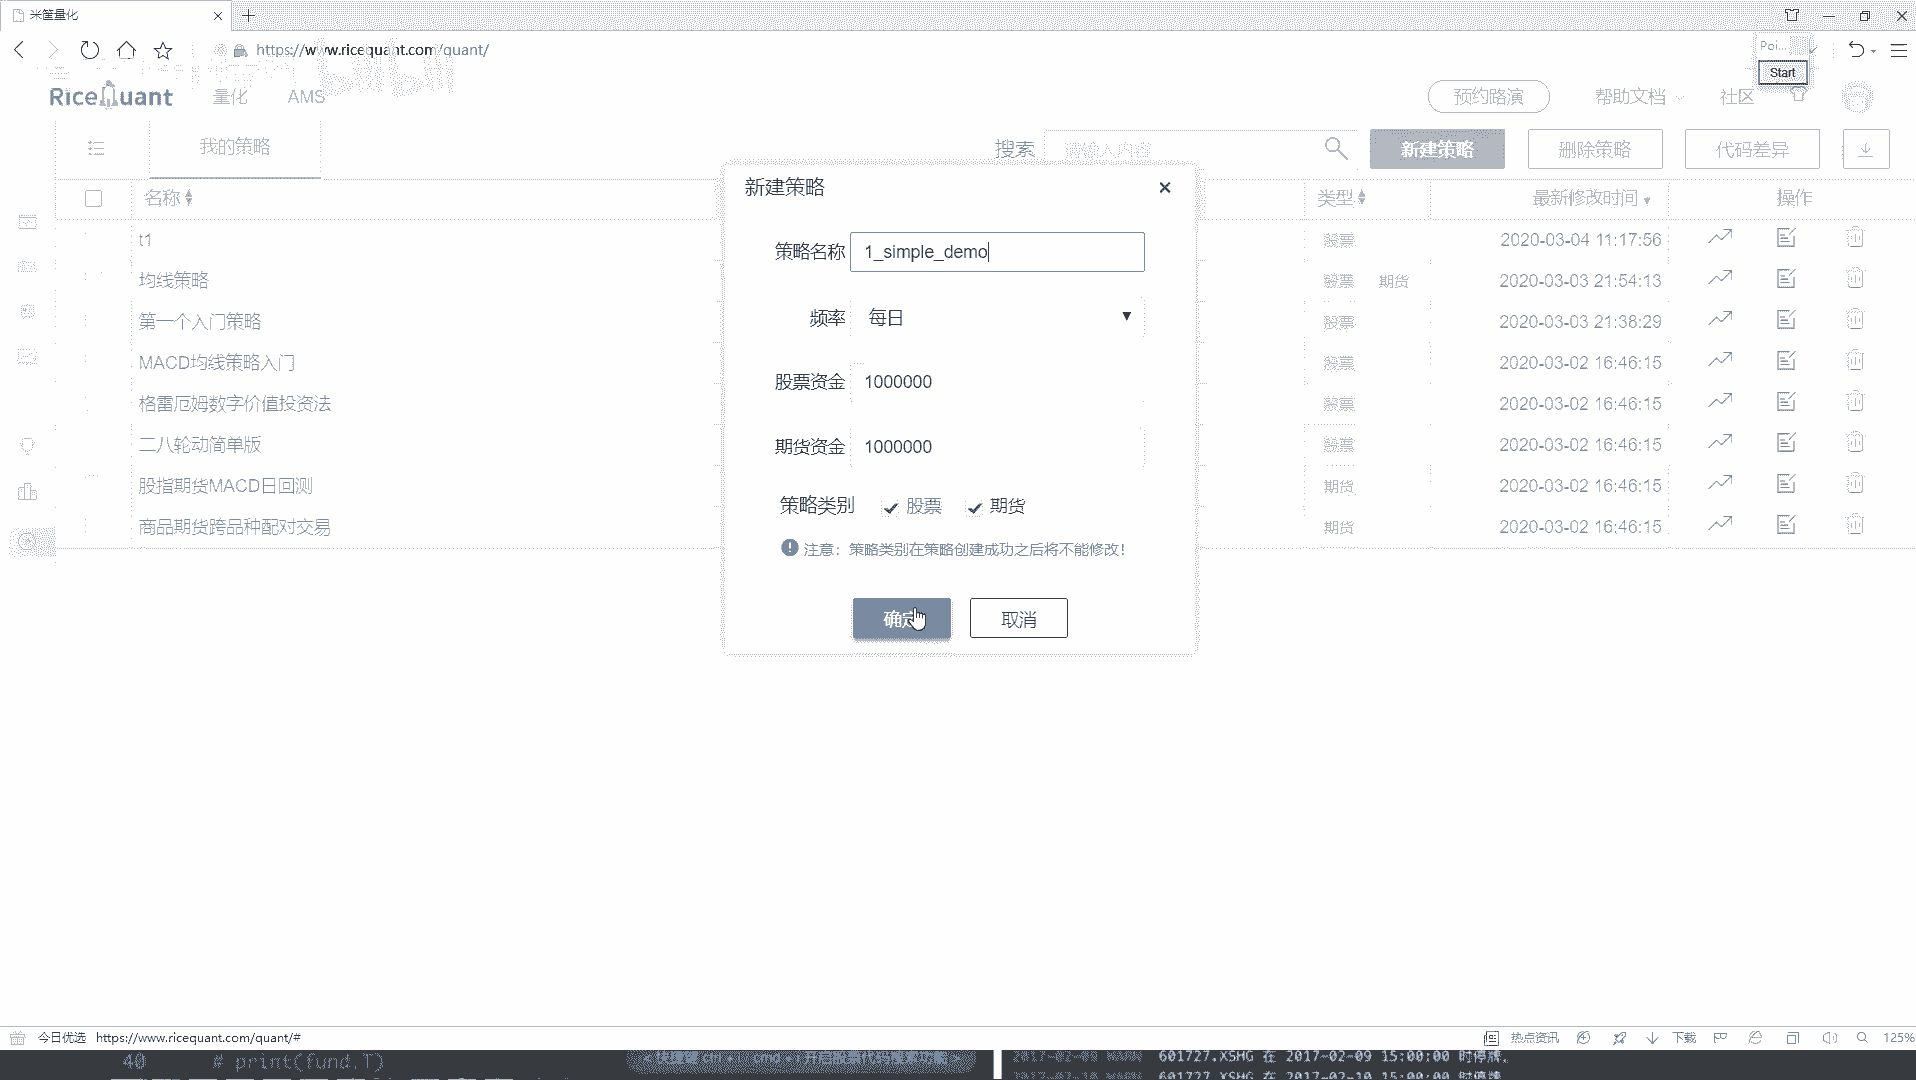 米筐量化
https://www.ricequant.com/quant/
Poi...
Start
RiceQuant
量化
AMS
预约路演
帮助文档
社区
我的策略
搜索
请输入内容
新建策略
删除策略
代码差异
名称
类型
最新修改时间
操作
t1 股票 2020-03-04 11:17:56
均线策略 股票 期货 2020-03-03 21:54:13
第一个入门策略 股票 2020-03-03 21:38:29
MACD均线策略入门 股票 2020-03-02 16:46:15
格雷厄姆数字价值投资法 股票 2020-03-02 16:46:15
二八轮动简单版 股票 2020-03-02 16:46:15
股指期货MACD日回测 期货 2020-03-02 16:46:15
商品期货跨品种配对交易 期货 2020-03-02 16:46:15
新建策略
策略名称 1_simple_demo
频率 每日
股票资金 1000000
期货资金 1000000
策略类别 股票 期货
注意：策略类别在策略创建成功之后将不能修改！
确定
取消
今日优选 https://www.ricequant.com/quant/#
热点资讯
下载
125%
40 # print(fund.T)
2017-02-09 WARN 601727.XSHG 在 2017-02-09 15:00:00 时停牌。
2017-02-10 WARN 601727.XSHG 在 2017-02-10 15:00:00 时停牌。